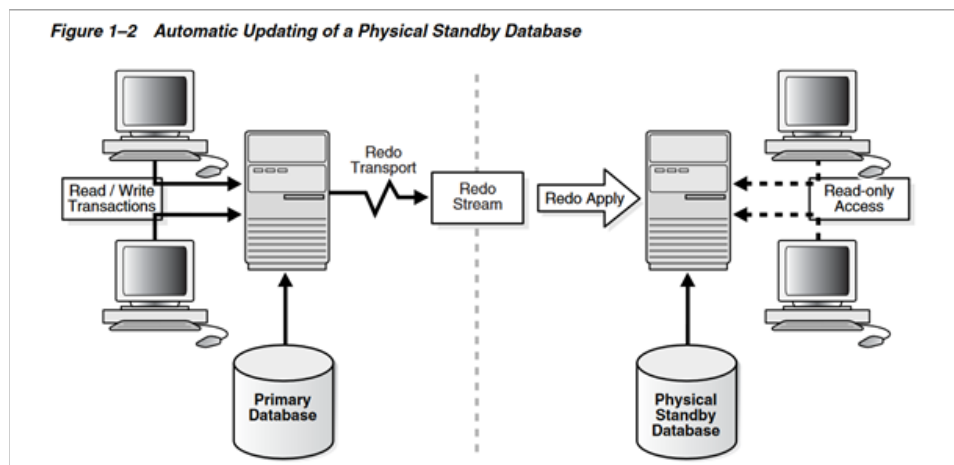 Figure 1–2 Automatic Updating of a Physical Standby Database
Redo
Transport
Read / Write
Transactions
Redo
Stream
Redo Apply
Read-only
Access
Primary
Database
Physical
Standby
Database